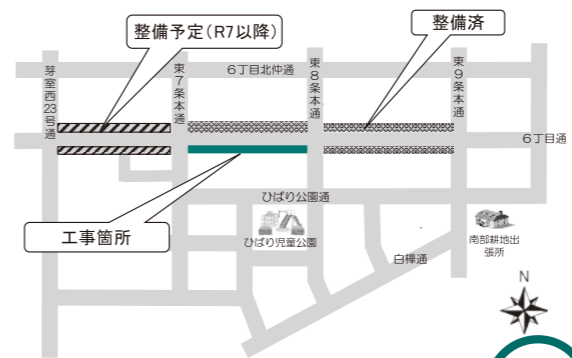 整備予定(R7以降)
整備済
芽室西23号通
東7条本通
6丁目北仲通
東8条本通
東9条本通
6丁目通
ひばり公園通
工事箇所
ひばり児童公園
南部耕地出
張所
白樺通
N